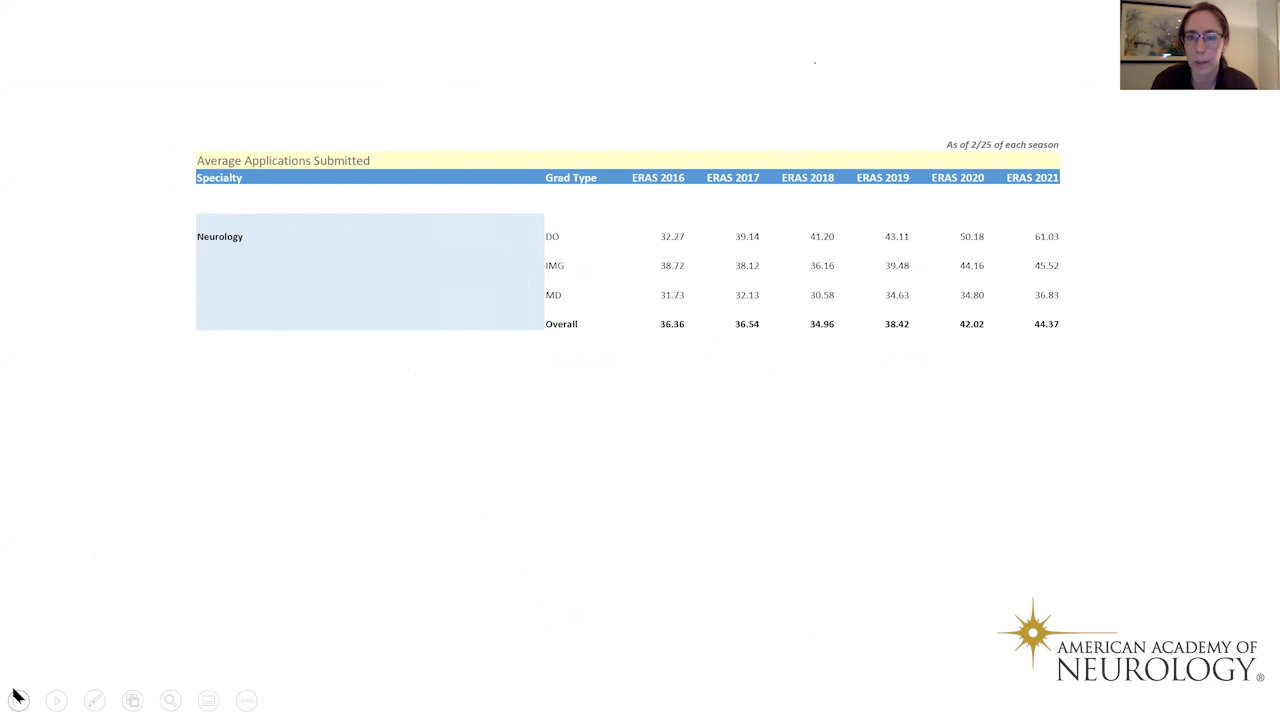 As of 2/25 of each season
Average Applications Submitted
Specialty Grad Type ERAS 2016 ERAS 2017 ERAS 2018 ERAS 2019 ERAS 2020 ERAS 2021
Neurology DO 32.27 39.14 41.20 43.11 50.18 61.03
IMG 38.72 38.12 36.16 39.48 44.16 45.52
MD 31.73 32.13 30.58 34.63 34.80 36.83
Overall 36.36 36.54 34.96 38.42 42.02 44.37
AMERICAN ACADEMY OF
NEUROLOGY®